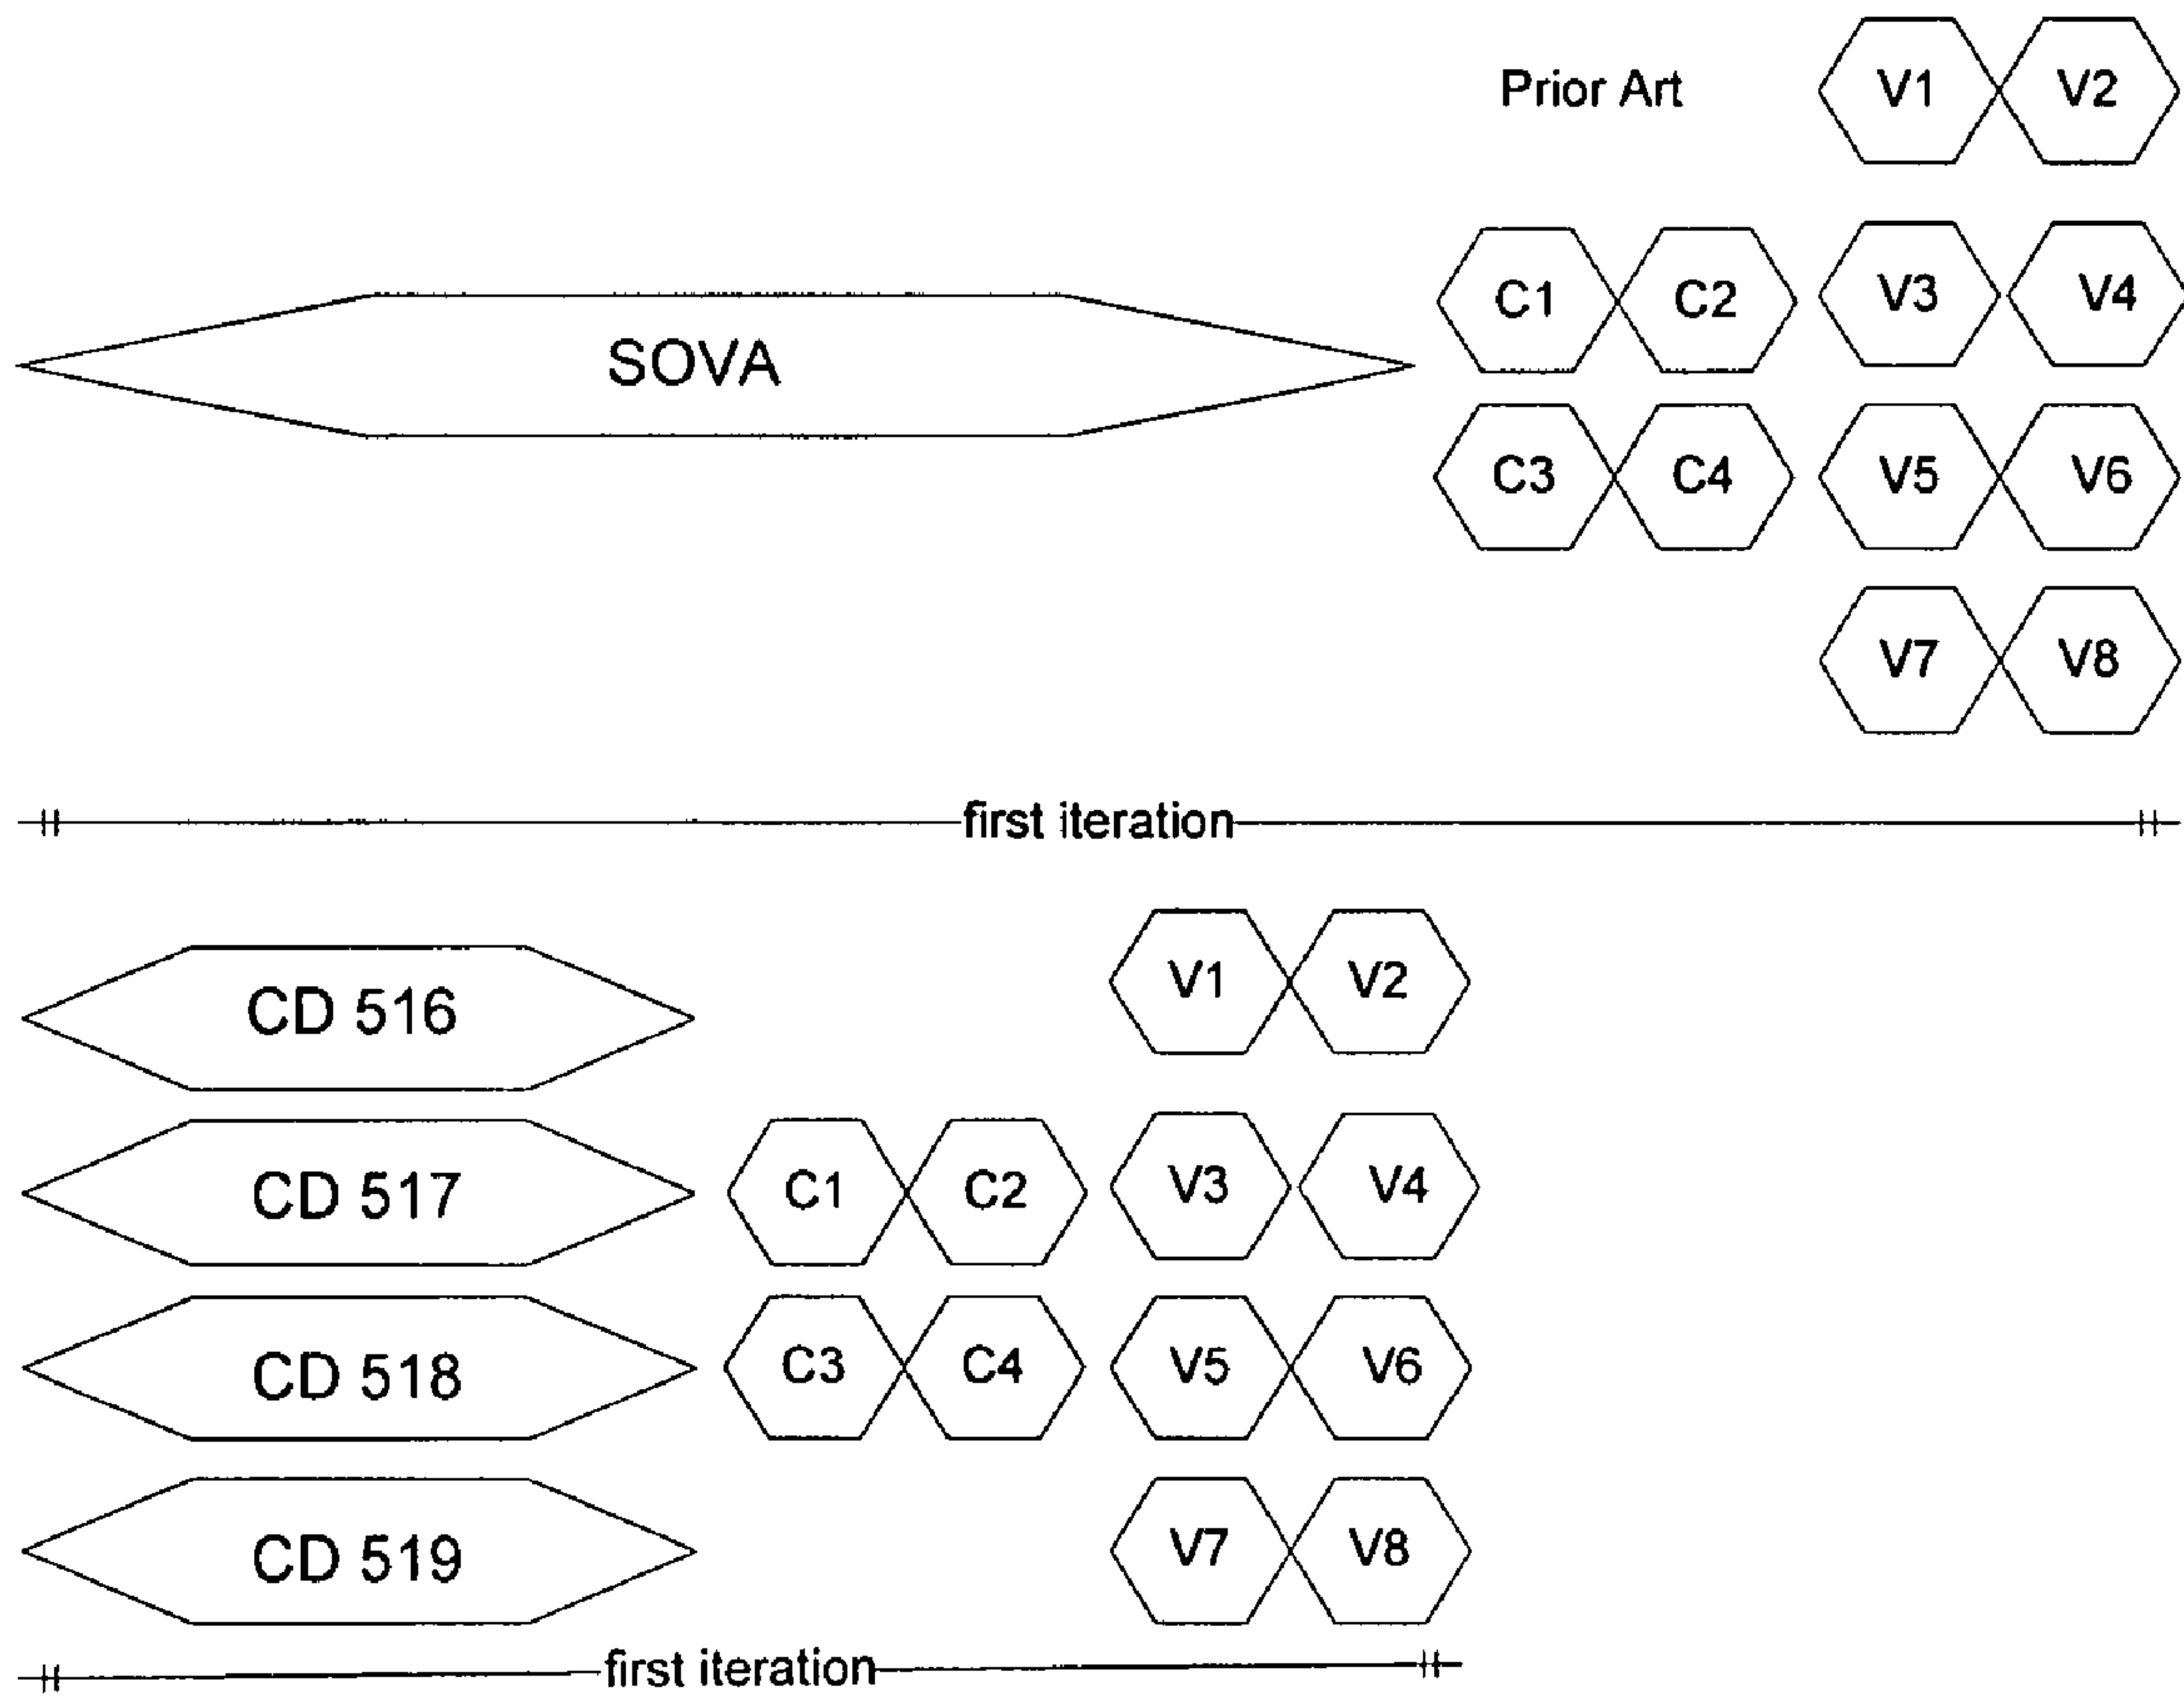 Prior Art V1 V2
SOVA C1 C2 V3 V4
C3 C4 V5 V6
V7 V8
first iteration
CD 516 V1 V2
CD 517 C1 C2 V3 V4
CD 518 C3 C4 V5 V6
CD 519 V7 V8
first iteration